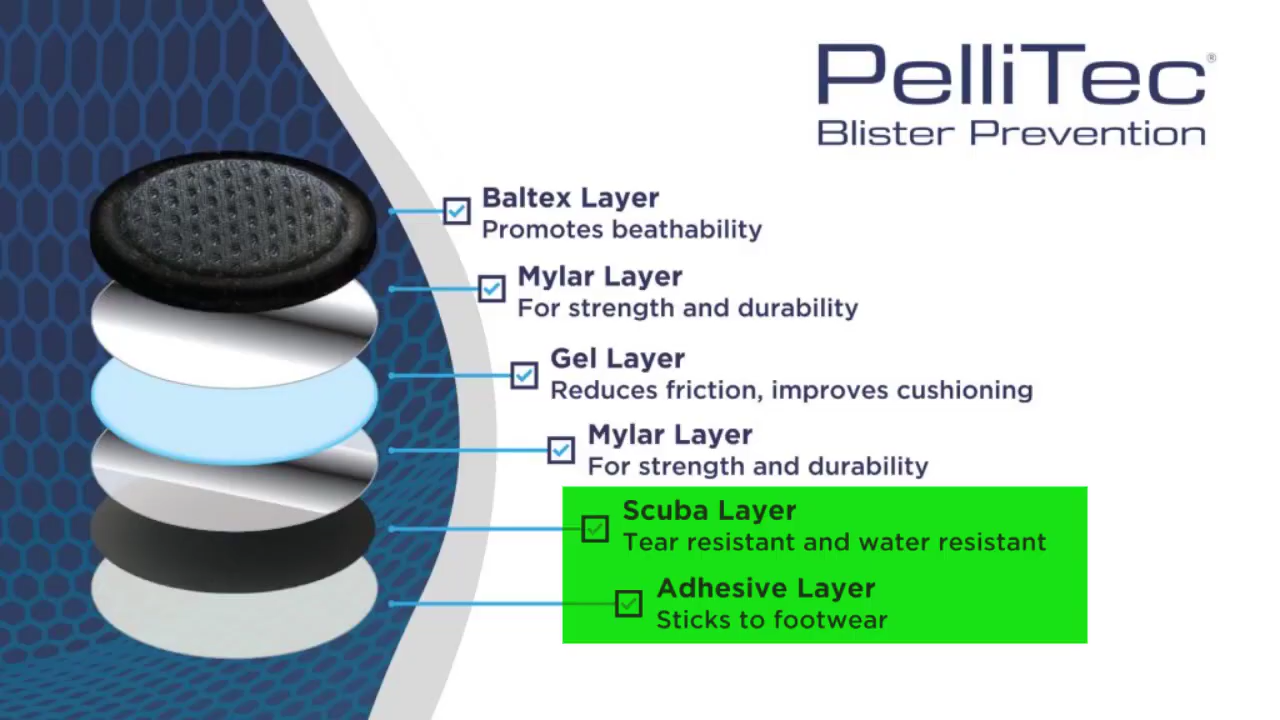 PelliTec®
Blister Prevention
Baltex Layer
Promotes beathability
Mylar Layer
For strength and durability
Gel Layer
Reduces friction, improves cushioning
Mylar Layer
For strength and durability
Scuba Layer
Tear resistant and water resistant
Adhesive Layer
Sticks to footwear